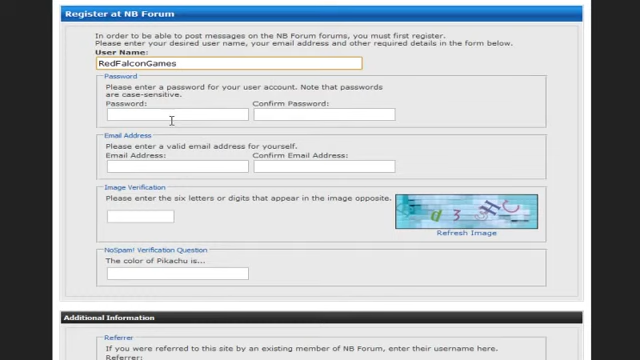 Register at NB Forum
In order to be able to post messages on the NB Forum forums, you must first register.
Please enter your desired user name, your email address and other required details in the form below.
User Name:
RedFalconGames
Password
Please enter a password for your user account. Note that passwords
are case-sensitive.
Password: Confirm Password:
Email Address
Please enter a valid email address for yourself.
Email Address: Confirm Email Address:
Image Verification
Please enter the six letters or digits that appear in the image opposite.
Refresh Image
NoSpam! Verification Question
The color of Pikachu is...
Additional Information
Referrer
If you were referred to this site by an existing member of NB Forum, enter their username here.
Referrer: